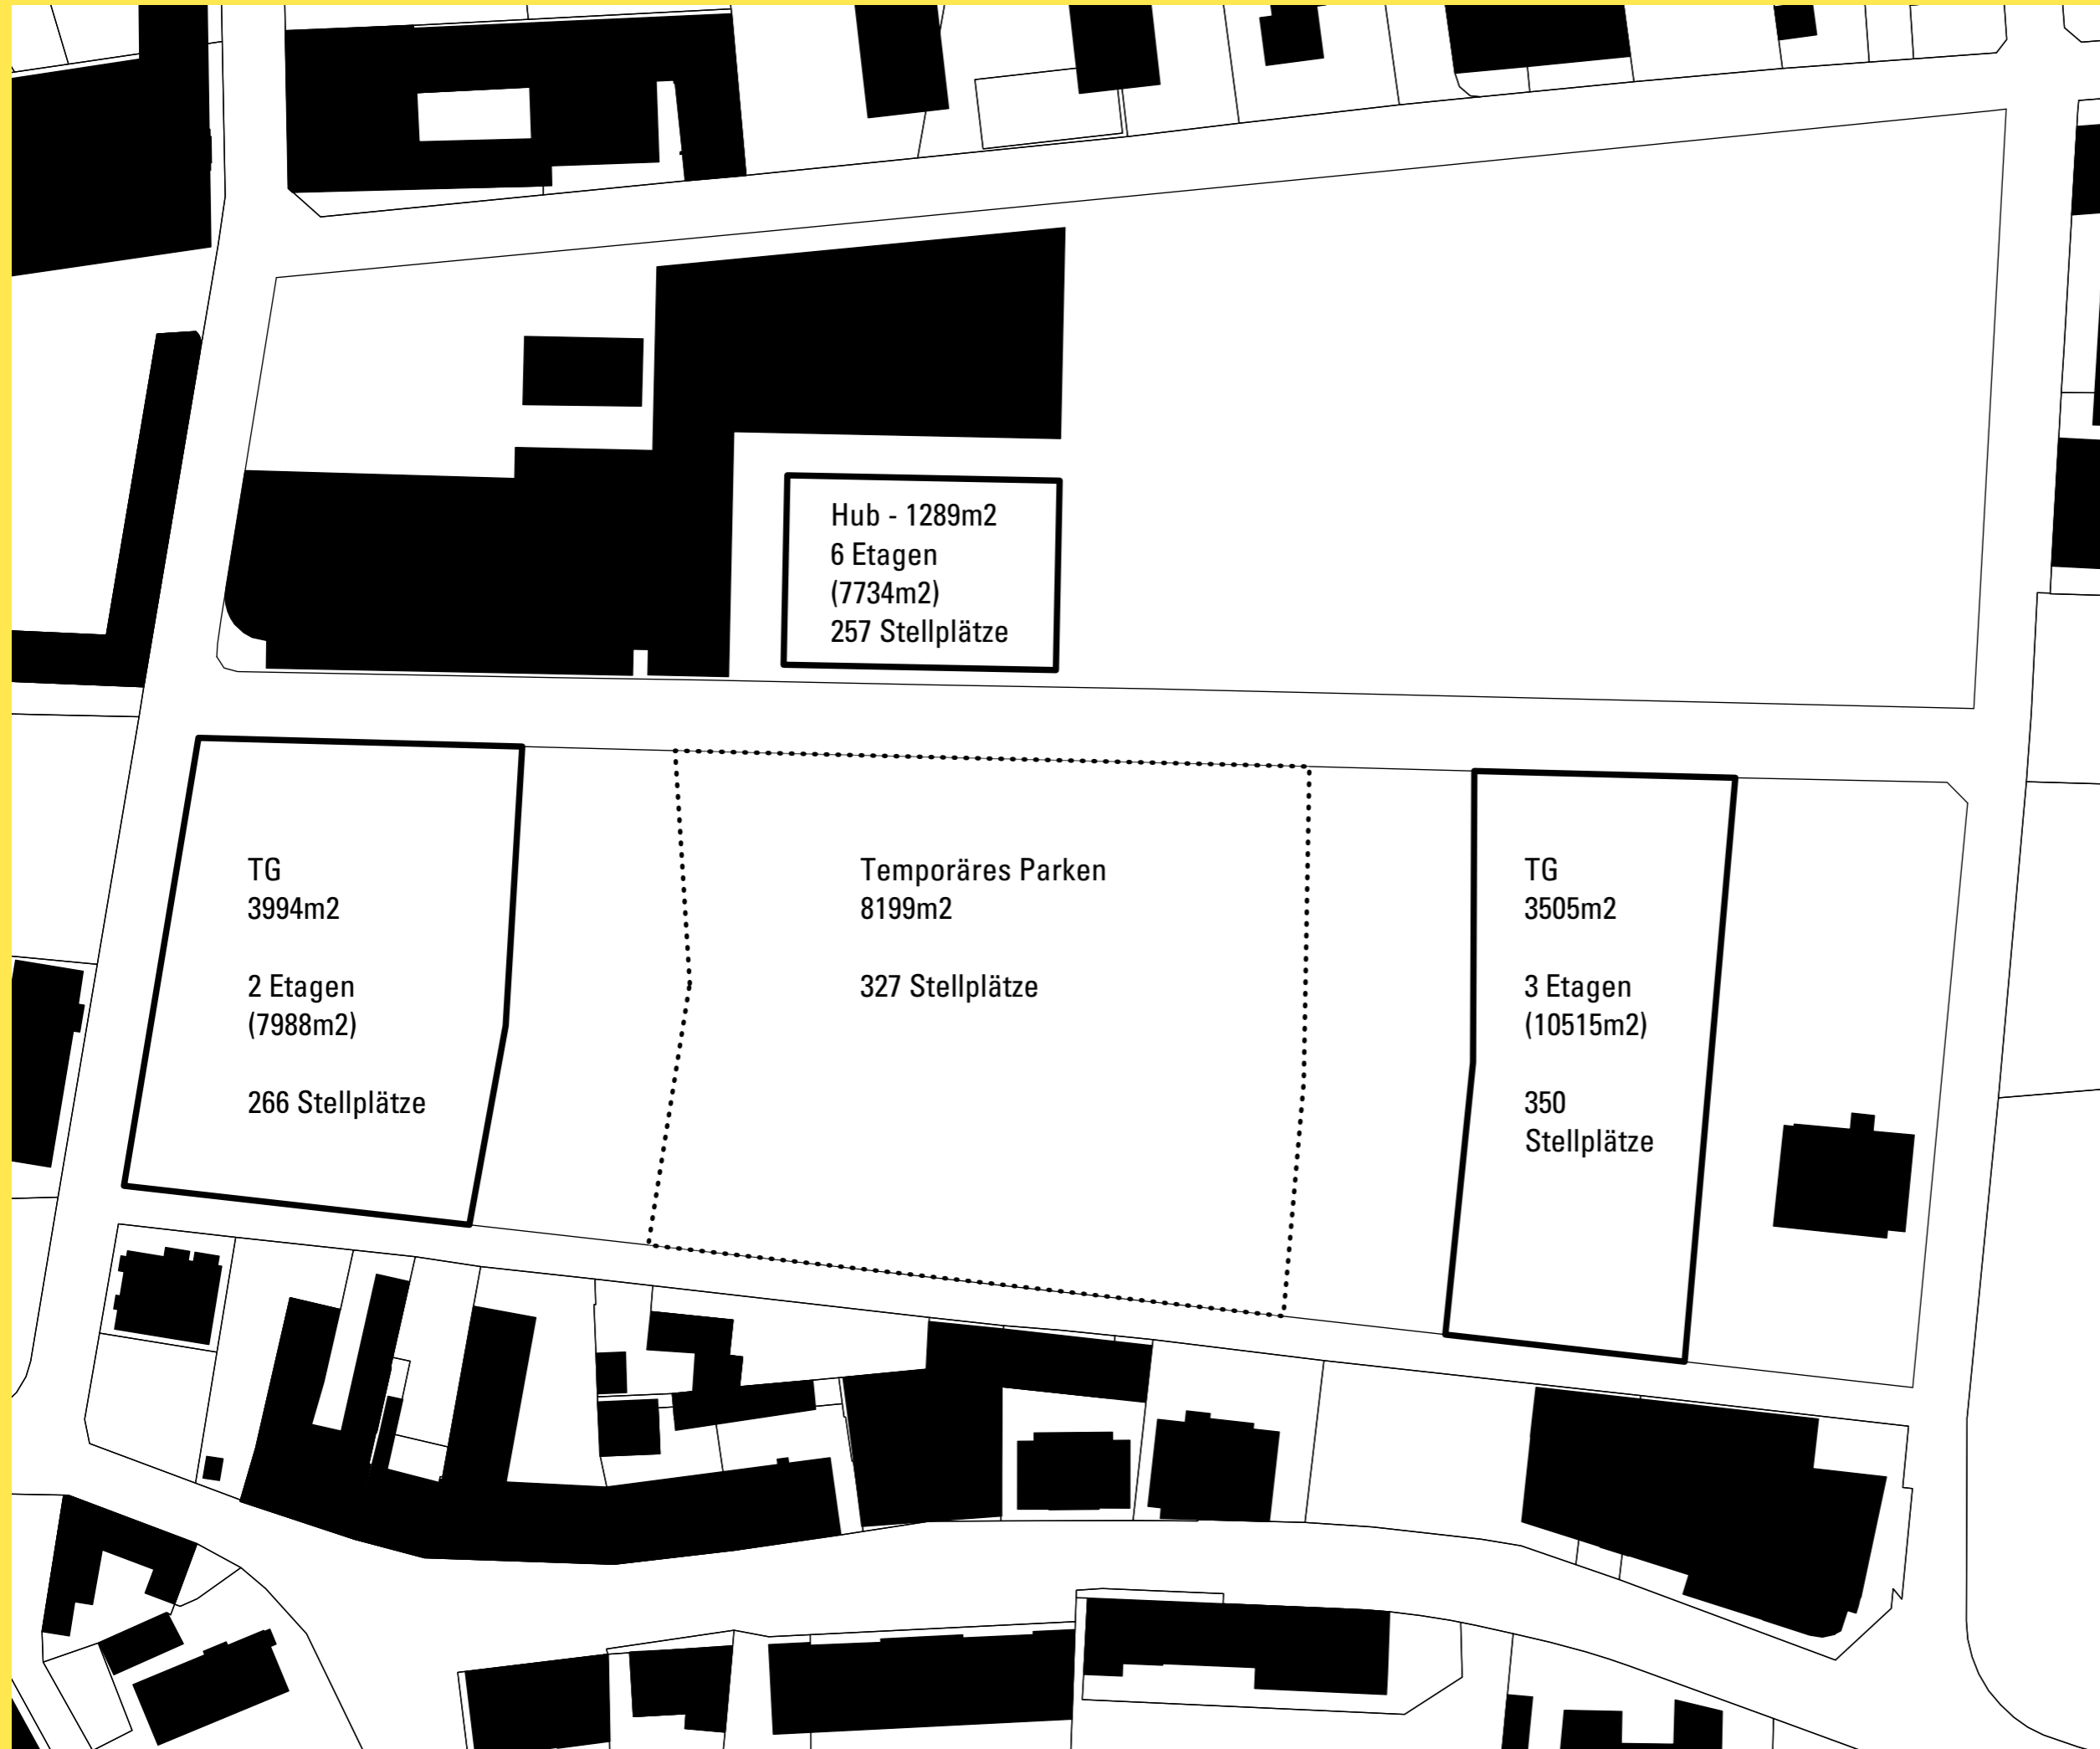 Hub - 1289m2
6 Etagen
(7734m2)
257 Stellplätze
TG
3994m2
2 Etagen
(7988m2)
266 Stellplätze
Temporäres Parken
8199m2
327 Stellplätze
TG
3505m2
3 Etagen
(10515m2)
350
Stellplätze